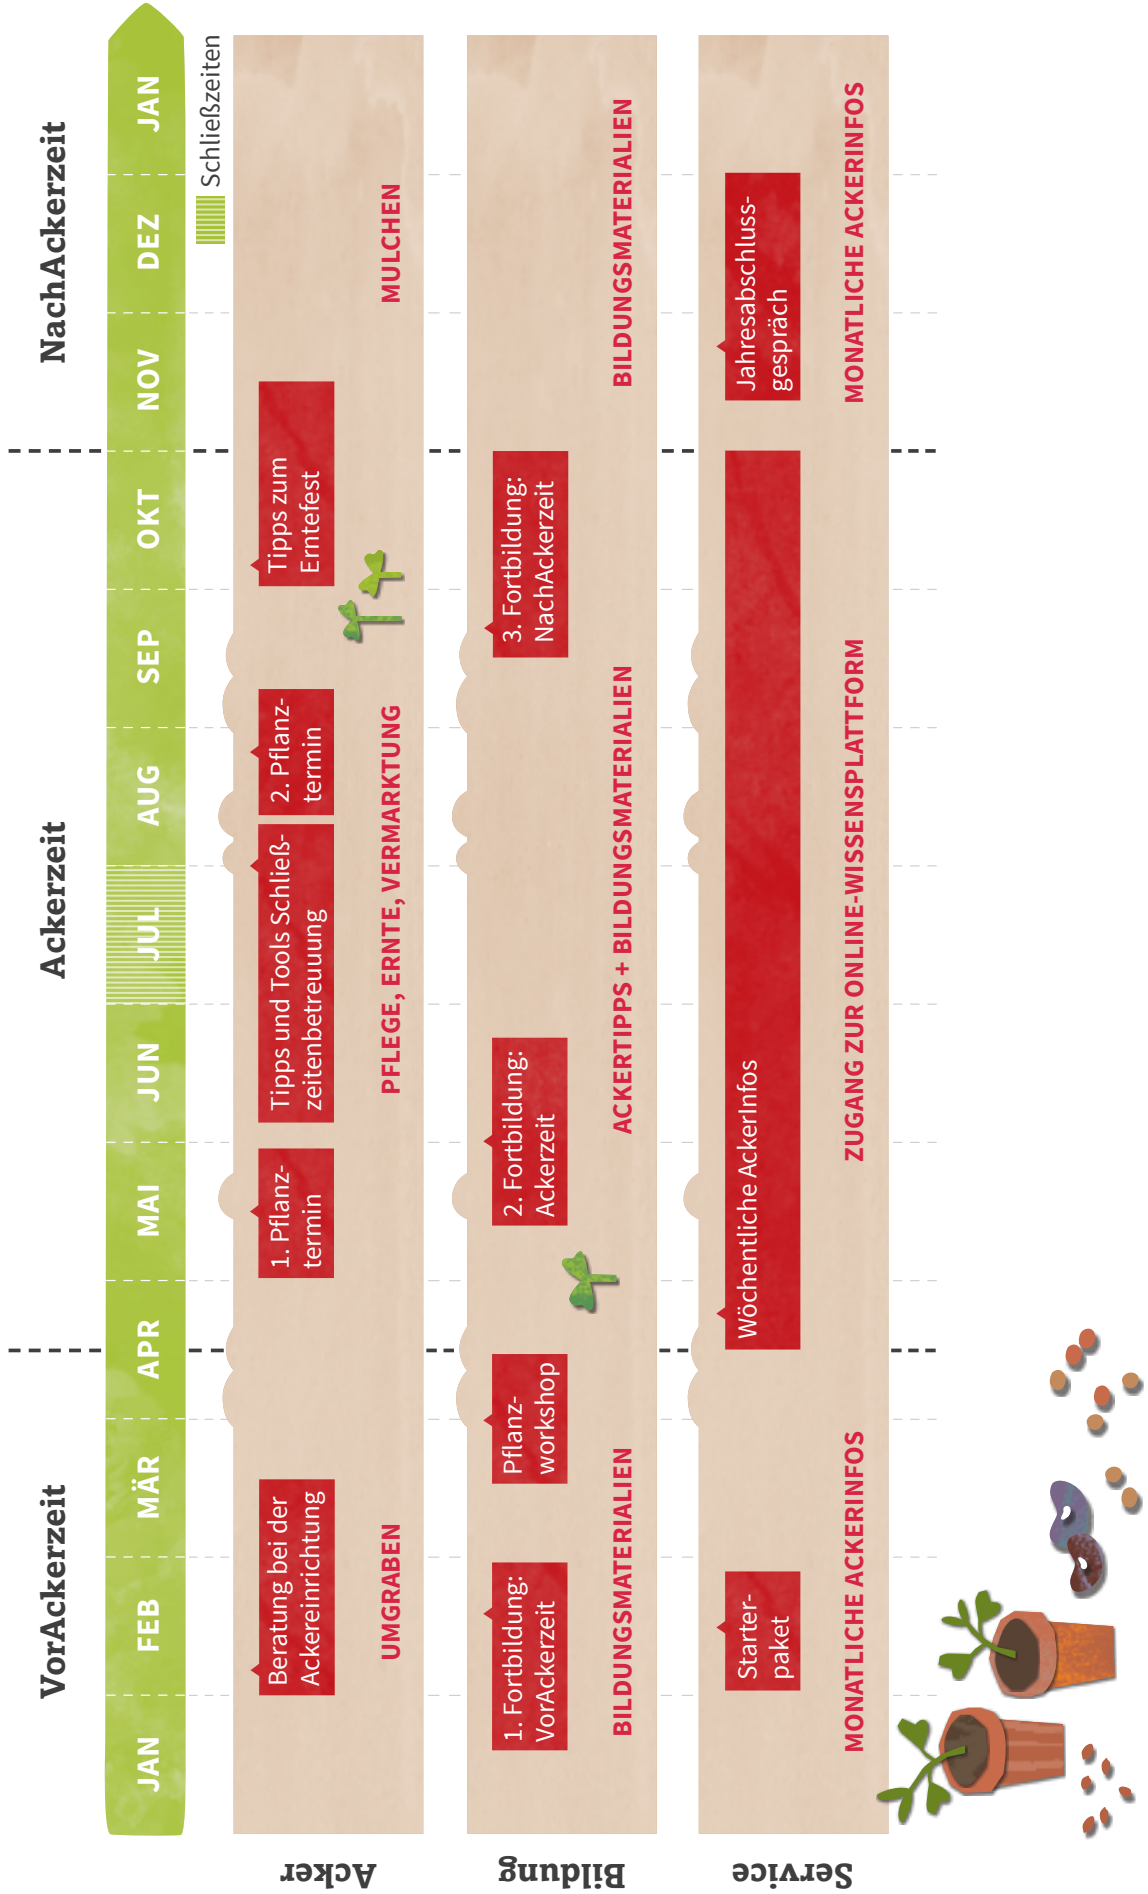 VorAckerzeit
Ackerzeit
NachAckerzeit
JAN
FEB
MÄR
APR
MAI
JUN
JUL
AUG
SEP
OKT
NOV
DEZ
JAN
Schließzeiten
Acker
Beratung bei der
Ackereinrichtung
1. Pflanz-
termin
Tipps und Tools Schließ-
zeitenbetreuuung
2. Pflanz-
termin
Tipps zum
Erntefest
UMGRABEN
PFLEGE, ERNTE, VERMARKTUNG
MULCHEN
Bildung
1. Fortbildung:
VorAckerzeit
Pflanz-
workshop
2. Fortbildung:
Ackerzeit
3. Fortbildung:
NachAckerzeit
BILDUNGSMATERIALIEN
ACKERTIPPS + BILDUNGSMATERIALIEN
BILDUNGSMATERIALIEN
Service
Starter-
paket
Wöchentliche AckerInfos
Jahresabschluss-
gespräch
MONATLICHE ACKERINFOS
ZUGANG ZUR ONLINE-WISSENSPLATTFORM
MONATLICHE ACKERINFOS